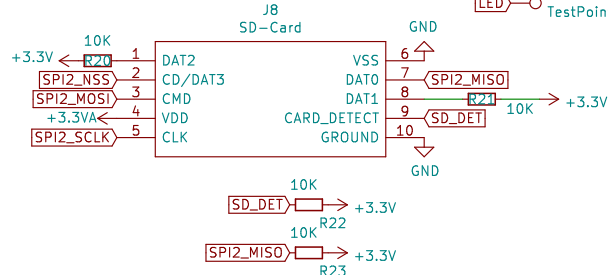 LED
TestPoin
J8
SD-Card
GND
10K
+3.3V
R20
1
DAT2
VSS
6
SPI2_NSS
2
CD/DAT3
DAT0
7
SPI2_MISO
SPI2_MOSI
3
CMD
DAT1
8
R21
10K
+3.3V
+3.3VA
4
VDD
CARD_DETECT
9
SD_DET
SPI2_SCLK
5
CLK
GROUND
10
GND
10K
SD_DET
+3.3V
R22
10K
SPI2_MISO
+3.3V
R23